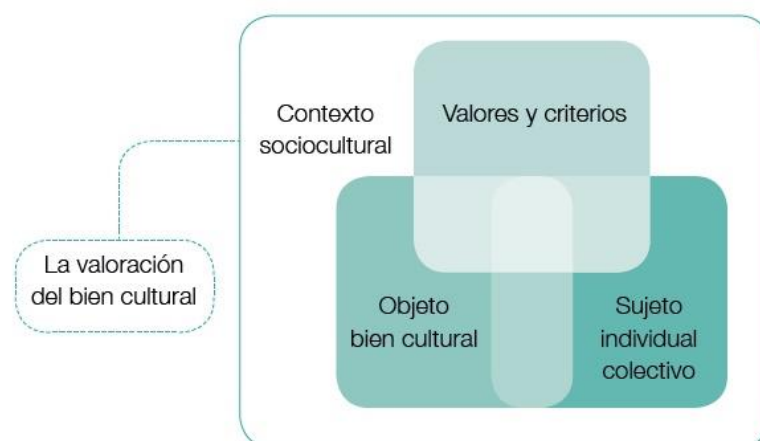 Contexto
sociocultural
Valores y criterios
La valoración
del bien cultural
Objeto
bien cultural
Sujeto
individual
colectivo